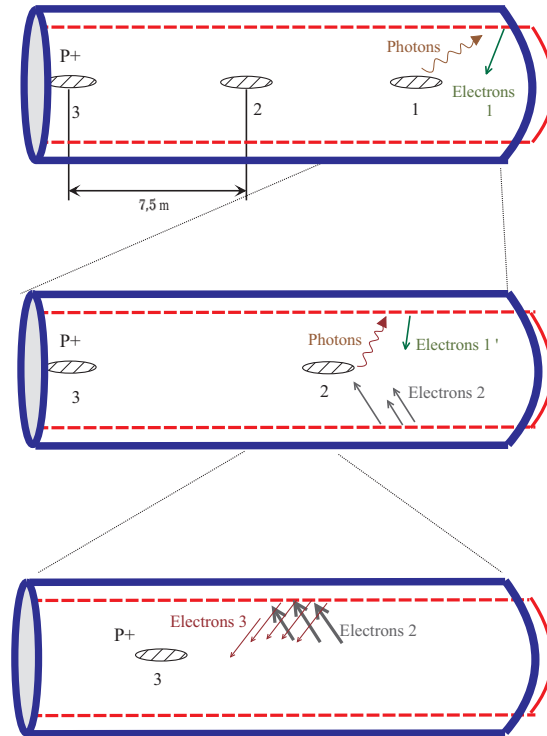 P+
Photons
Electrons
1
3
2
1
7,5 m
P+
Photons
Electrons 1 '
3
2
Electrons 2
P+
Electrons 3
Electrons 2
3